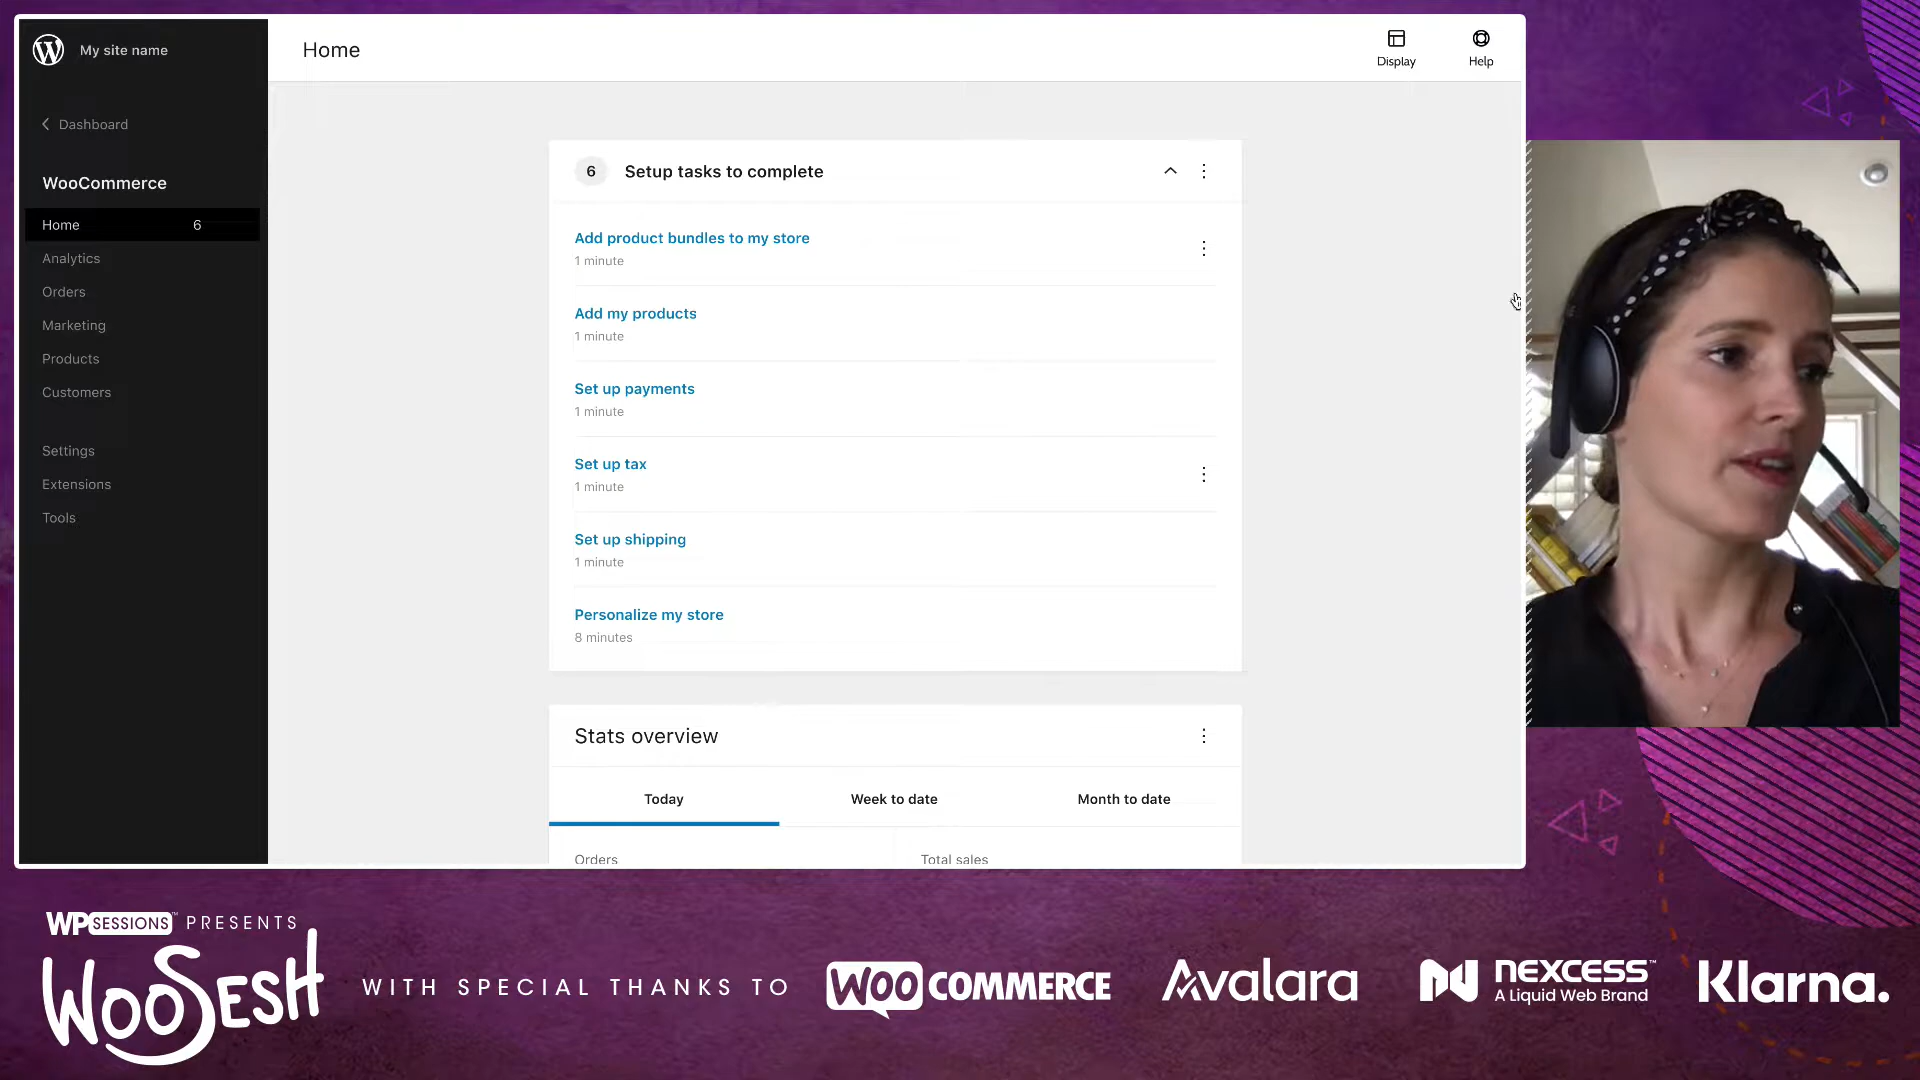 My site name
Home
Display
Help
Dashboard
WooCommerce
Home 6
Analytics
Orders
Marketing
Products
Customers
Settings
Extensions
Tools
6 Setup tasks to complete
Add product bundles to my store
1 minute
Add my products
1 minute
Set up payments
1 minute
Set up tax
1 minute
Set up shipping
1 minute
Personalize my store
8 minutes
Stats overview
Today Week to date Month to date
Orders Total sales
WPSESSIONS™ PRESENTS
WOOSESH
WITH SPECIAL THANKS TO
WOOCOMMERCE
Avalara
NEXCESS™
A Liquid Web Brand
Klarna.